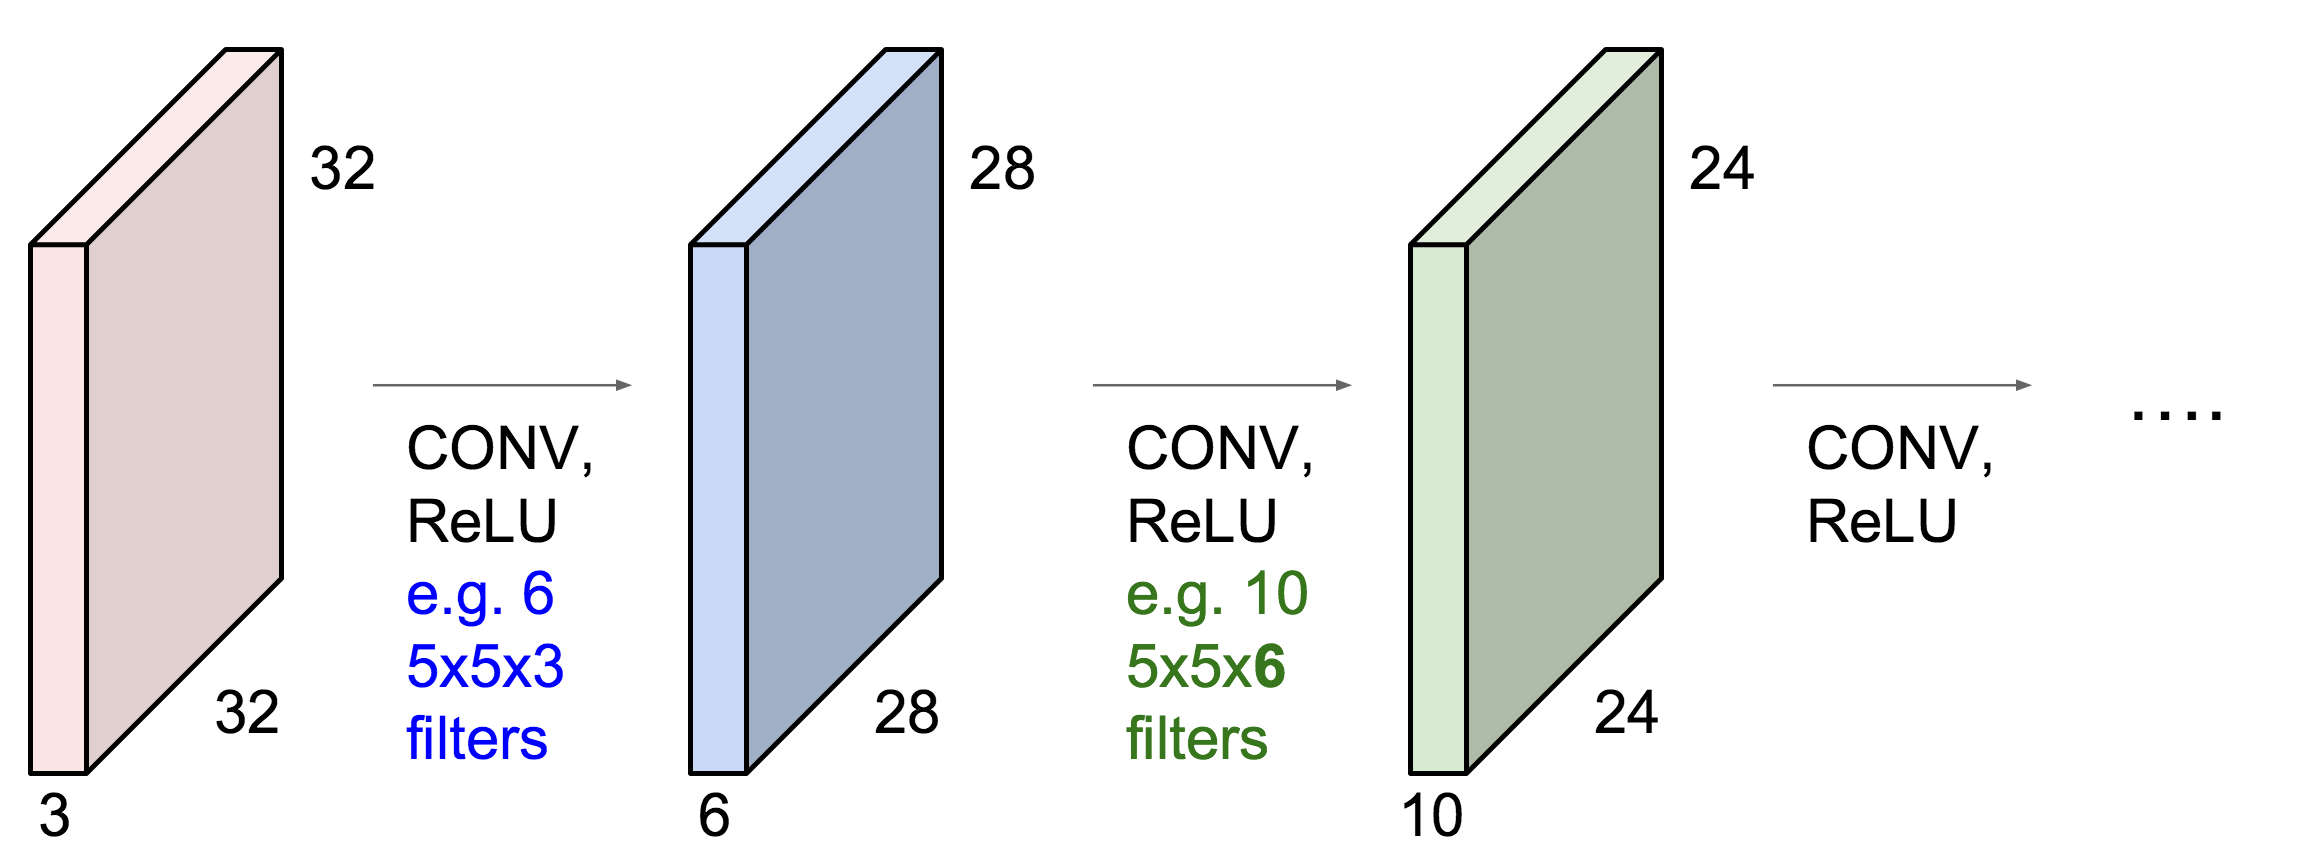 32
32
3
CONV,
ReLU
e.g. 6
5x5x3
filters
28
28
6
CONV,
ReLU
e.g. 10
5x5x6
filters
24
24
10
CONV,
ReLU
....